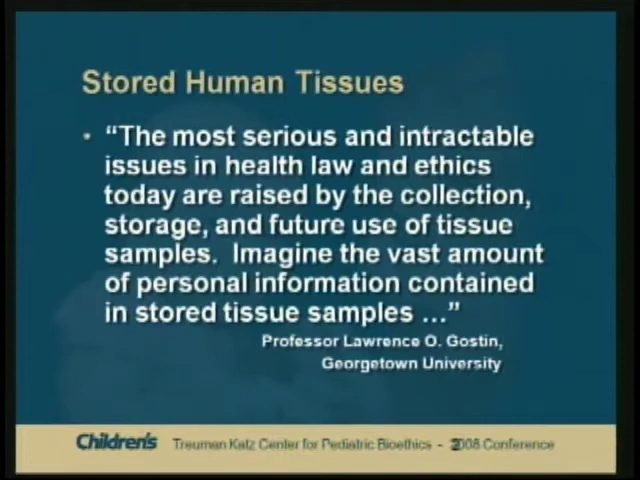 Stored Human Tissues
• “The most serious and intractable
issues in health law and ethics
today are raised by the collection,
storage, and future use of tissue
samples. Imagine the vast amount
of personal information contained
in stored tissue samples …”
Professor Lawrence O. Gostin,
Georgetown University
Children's Treuman Katz Center for Pediatric Bioethics - 2008 Conference